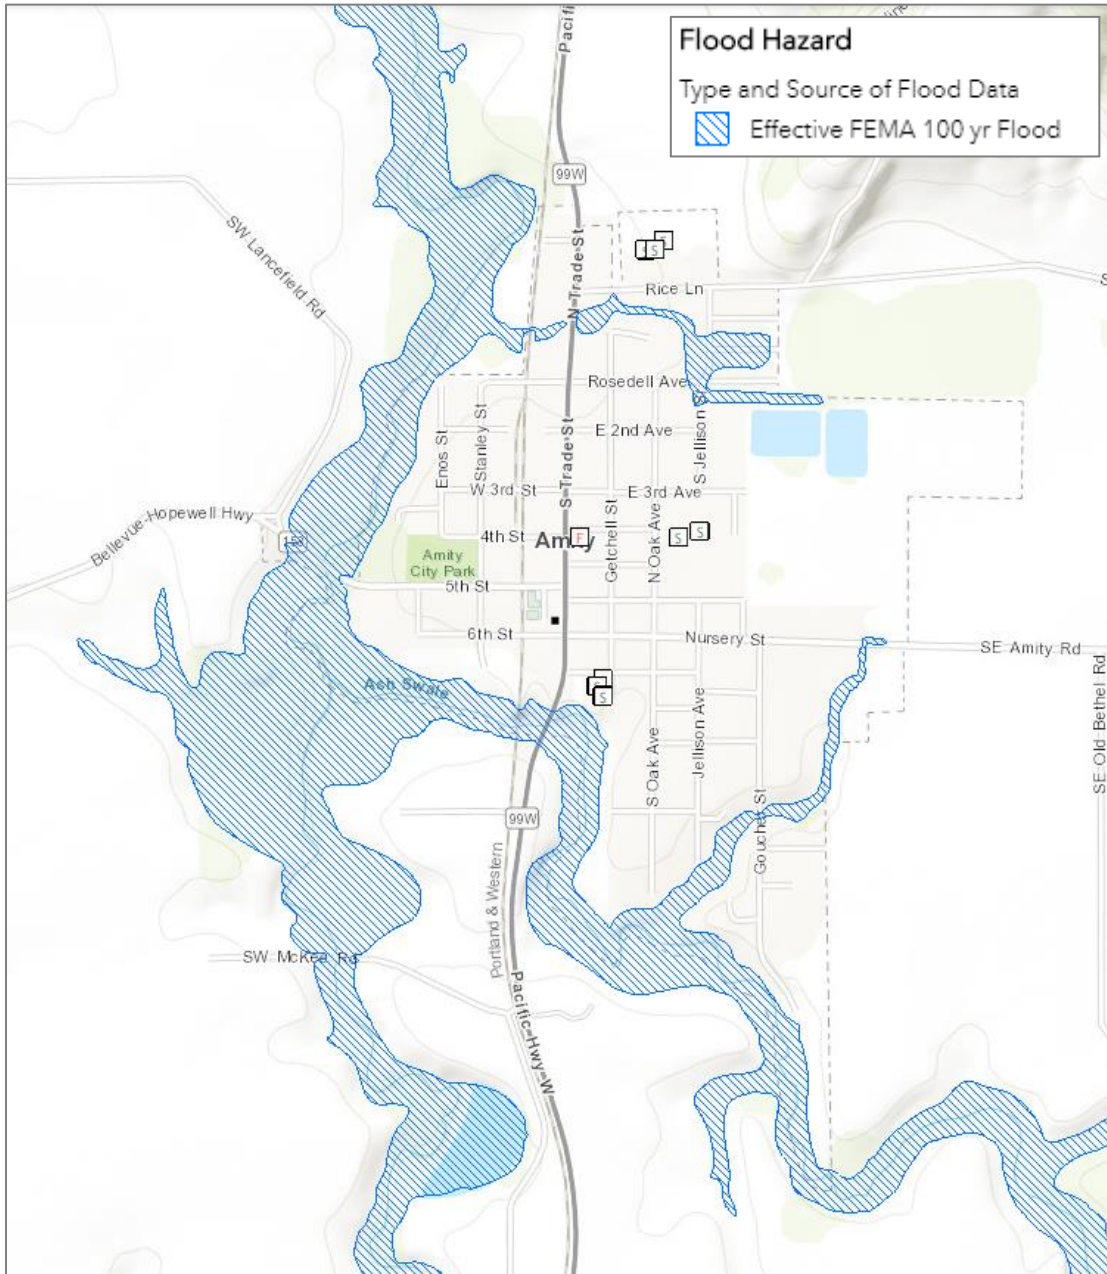 Flood Hazard
Type and Source of Flood Data
Effective FEMA 100 yr Flood
Pacific
99W
SW Lancefield Rd
N Trade St
S
S
Rice Ln
Rosedell Ave
E 2nd Ave
S Jellison St
S Trade St
Enos St
Stanley St
W 3rd St
E 3rd Ave
Bellevue-Hopewell Hwy
153
4th St
Amity
F
S
S
Getchell St
N Oak Ave
Amity
City Park
5th St
6th St
Nursery St
SE Amity Rd
Ash Swale
S
S
S Oak Ave
Jellison Ave
SE Old Bethel Rd
99W
Goucher St
Portland & Western
SW McKee Rd
Pacific Hwy W